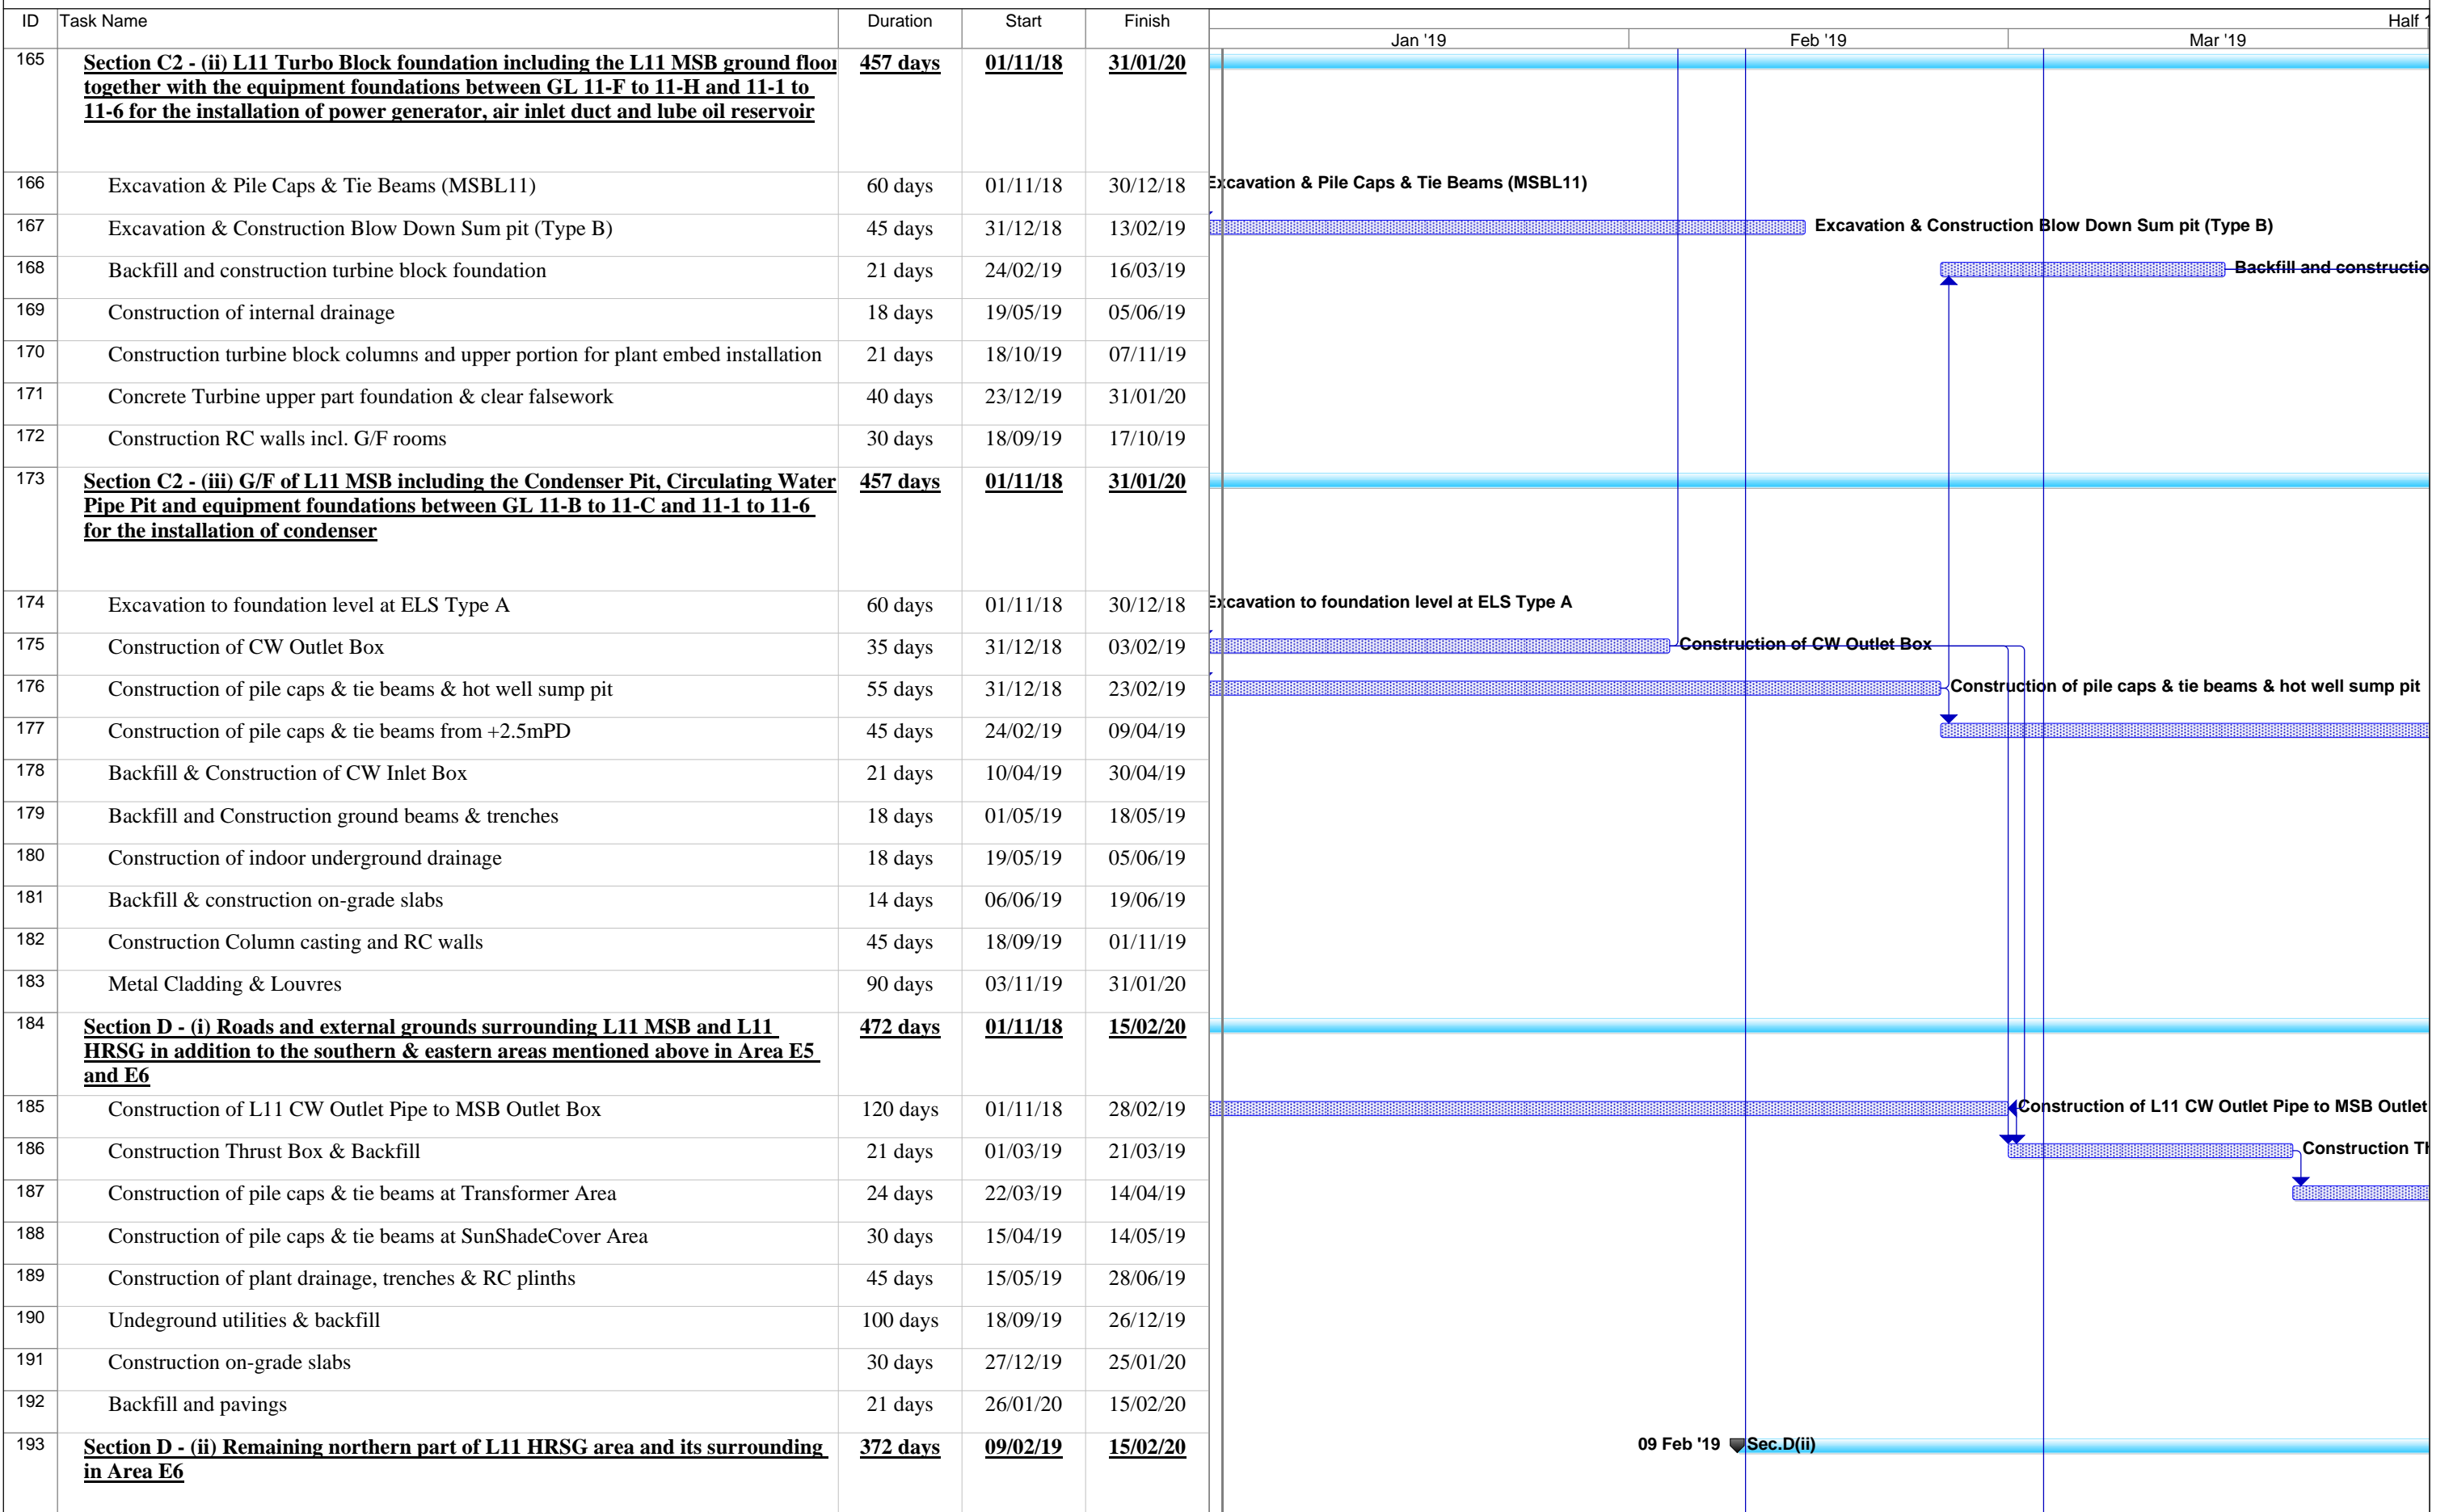 ID Task Name Duration Start Finish Half 1
Jan '19 Feb '19 Mar '19
165 Section C2 - (ii) L11 Turbo Block foundation including the L11 MSB ground floor 457 days 01/11/18 31/01/20
together with the equipment foundations between GL 11-F to 11-H and 11-1 to
11-6 for the installation of power generator, air inlet duct and lube oil reservoir
166 Excavation & Pile Caps & Tie Beams (MSBL11) 60 days 01/11/18 30/12/18 Excavation & Pile Caps & Tie Beams (MSBL11)
167 Excavation & Construction Blow Down Sum pit (Type B) 45 days 31/12/18 13/02/19 Excavation & Construction Blow Down Sum pit (Type B)
168 Backfill and construction turbine block foundation 21 days 24/02/19 16/03/19 Backfill and constructio
169 Construction of internal drainage 18 days 19/05/19 05/06/19
170 Construction turbine block columns and upper portion for plant embed installation 21 days 18/10/19 07/11/19
171 Concrete Turbine upper part foundation & clear falsework 40 days 23/12/19 31/01/20
172 Construction RC walls incl. G/F rooms 30 days 18/09/19 17/10/19
173 Section C2 - (iii) G/F of L11 MSB including the Condenser Pit, Circulating Water 457 days 01/11/18 31/01/20
Pipe Pit and equipment foundations between GL 11-B to 11-C and 11-1 to 11-6
for the installation of condenser
174 Excavation to foundation level at ELS Type A 60 days 01/11/18 30/12/18 Excavation to foundation level at ELS Type A
175 Construction of CW Outlet Box 35 days 31/12/18 03/02/19 Construction of CW Outlet Box
176 Construction of pile caps & tie beams & hot well sump pit 55 days 31/12/18 23/02/19 Construction of pile caps & tie beams & hot well sump pit
177 Construction of pile caps & tie beams from +2.5mPD 45 days 24/02/19 09/04/19
178 Backfill & Construction of CW Inlet Box 21 days 10/04/19 30/04/19
179 Backfill and Construction ground beams & trenches 18 days 01/05/19 18/05/19
180 Construction of indoor underground drainage 18 days 19/05/19 05/06/19
181 Backfill & construction on-grade slabs 14 days 06/06/19 19/06/19
182 Construction Column casting and RC walls 45 days 18/09/19 01/11/19
183 Metal Cladding & Louvres 90 days 03/11/19 31/01/20
184 Section D - (i) Roads and external grounds surrounding L11 MSB and L11 472 days 01/11/18 15/02/20
HRSG in addition to the southern & eastern areas mentioned above in Area E5
and E6
185 Construction of L11 CW Outlet Pipe to MSB Outlet Box 120 days 01/11/18 28/02/19 Construction of L11 CW Outlet Pipe to MSB Outlet
186 Construction Thrust Box & Backfill 21 days 01/03/19 21/03/19 Construction Th
187 Construction of pile caps & tie beams at Transformer Area 24 days 22/03/19 14/04/19
188 Construction of pile caps & tie beams at SunShadeCover Area 30 days 15/04/19 14/05/19
189 Construction of plant drainage, trenches & RC plinths 45 days 15/05/19 28/06/19
190 Undeground utilities & backfill 100 days 18/09/19 26/12/19
191 Construction on-grade slabs 30 days 27/12/19 25/01/20
192 Backfill and pavings 21 days 26/01/20 15/02/20
193 Section D - (ii) Remaining northern part of L11 HRSG area and its surrounding 372 days 09/02/19 15/02/20 09 Feb '19 Sec.D(ii)
in Area E6